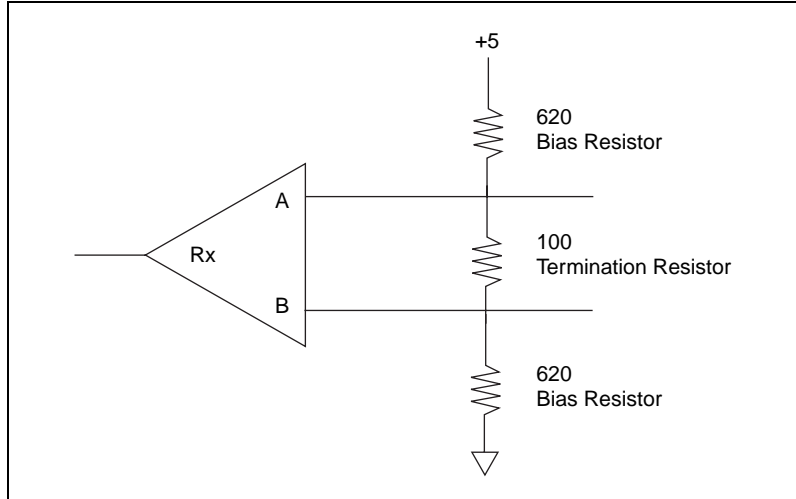 +5
620
Bias Resistor
A
100
Termination Resistor
Rx
B
620
Bias Resistor